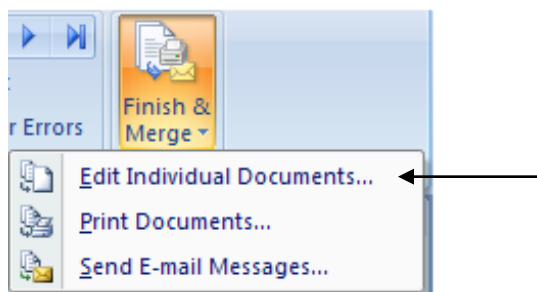 Finish &
r Errors
Merge
Edit Individual Documents...
Print Documents...
Send E-mail Messages...